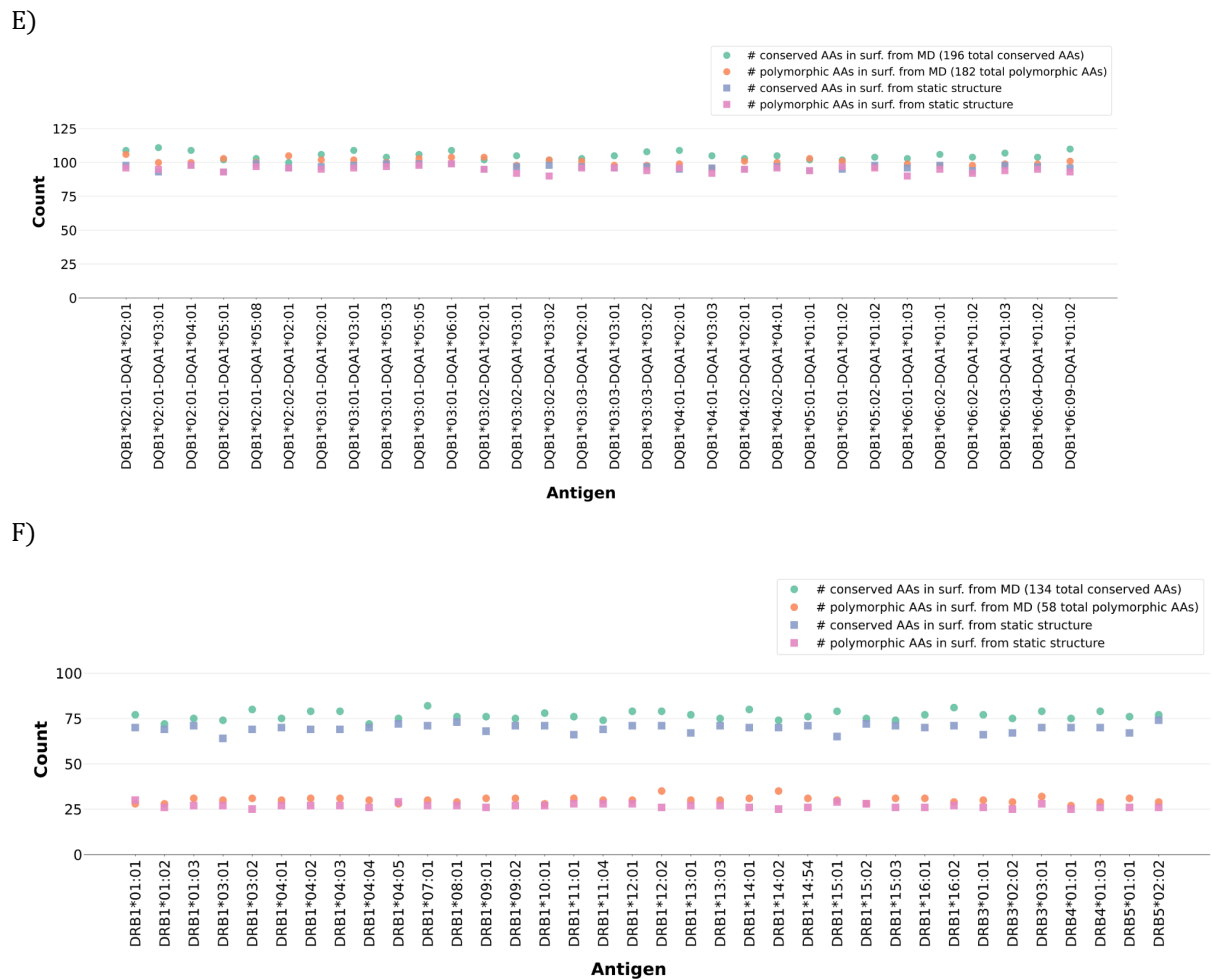 E)
# conserved AAs in surf. from MD (196 total conserved AAs)
# polymorphic AAs in surf. from MD (182 total polymorphic AAs)
# conserved AAs in surf. from static structure
# polymorphic AAs in surf. from static structure
125
100
75
50
25
0
Count
DQB1*02:01-DQA1*02:01
DQB1*02:01-DQA1*03:01
DQB1*02:01-DQA1*04:01
DQB1*02:01-DQA1*05:01
DQB1*02:01-DQA1*05:08
DQB1*02:02-DQA1*02:01
DQB1*03:01-DQA1*02:01
DQB1*03:01-DQA1*03:01
DQB1*03:01-DQA1*05:03
DQB1*03:01-DQA1*05:05
DQB1*03:01-DQA1*06:01
DQB1*03:02-DQA1*02:01
DQB1*03:02-DQA1*03:01
DQB1*03:02-DQA1*03:02
DQB1*03:03-DQA1*02:01
DQB1*03:03-DQA1*03:01
DQB1*03:03-DQA1*03:02
DQB1*04:01-DQA1*02:01
DQB1*04:01-DQA1*03:03
DQB1*04:02-DQA1*02:01
DQB1*04:02-DQA1*04:01
DQB1*05:01-DQA1*01:01
DQB1*05:01-DQA1*01:02
DQB1*05:02-DQA1*01:02
DQB1*06:01-DQA1*01:03
DQB1*06:02-DQA1*01:01
DQB1*06:02-DQA1*01:02
DQB1*06:03-DQA1*01:03
DQB1*06:04-DQA1*01:02
DQB1*06:09-DQA1*01:02
Antigen
F)
# conserved AAs in surf. from MD (134 total conserved AAs)
# polymorphic AAs in surf. from MD (58 total polymorphic AAs)
# conserved AAs in surf. from static structure
# polymorphic AAs in surf. from static structure
100
75
50
25
0
Count
DRB1*01:01
DRB1*01:02
DRB1*01:03
DRB1*03:01
DRB1*03:02
DRB1*04:01
DRB1*04:02
DRB1*04:03
DRB1*04:04
DRB1*04:05
DRB1*07:01
DRB1*08:01
DRB1*09:01
DRB1*09:02
DRB1*10:01
DRB1*11:01
DRB1*11:04
DRB1*12:01
DRB1*12:02
DRB1*13:01
DRB1*13:03
DRB1*14:01
DRB1*14:02
DRB1*14:54
DRB1*15:01
DRB1*15:02
DRB1*15:03
DRB1*16:01
DRB1*16:02
DRB3*01:01
DRB3*02:02
DRB3*03:01
DRB4*01:01
DRB4*01:03
DRB5*01:01
DRB5*02:02
Antigen